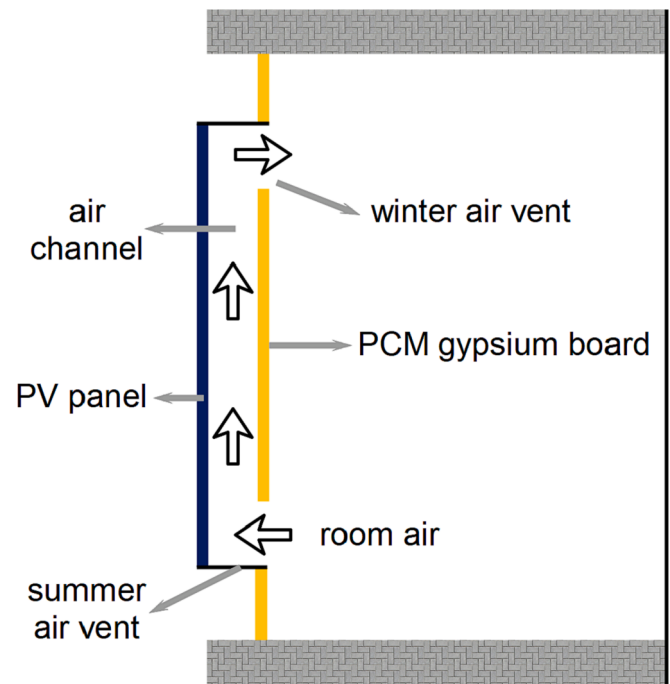 air
channel
winter air vent
PCM gypsium board
PV panel
room air
summer
air vent